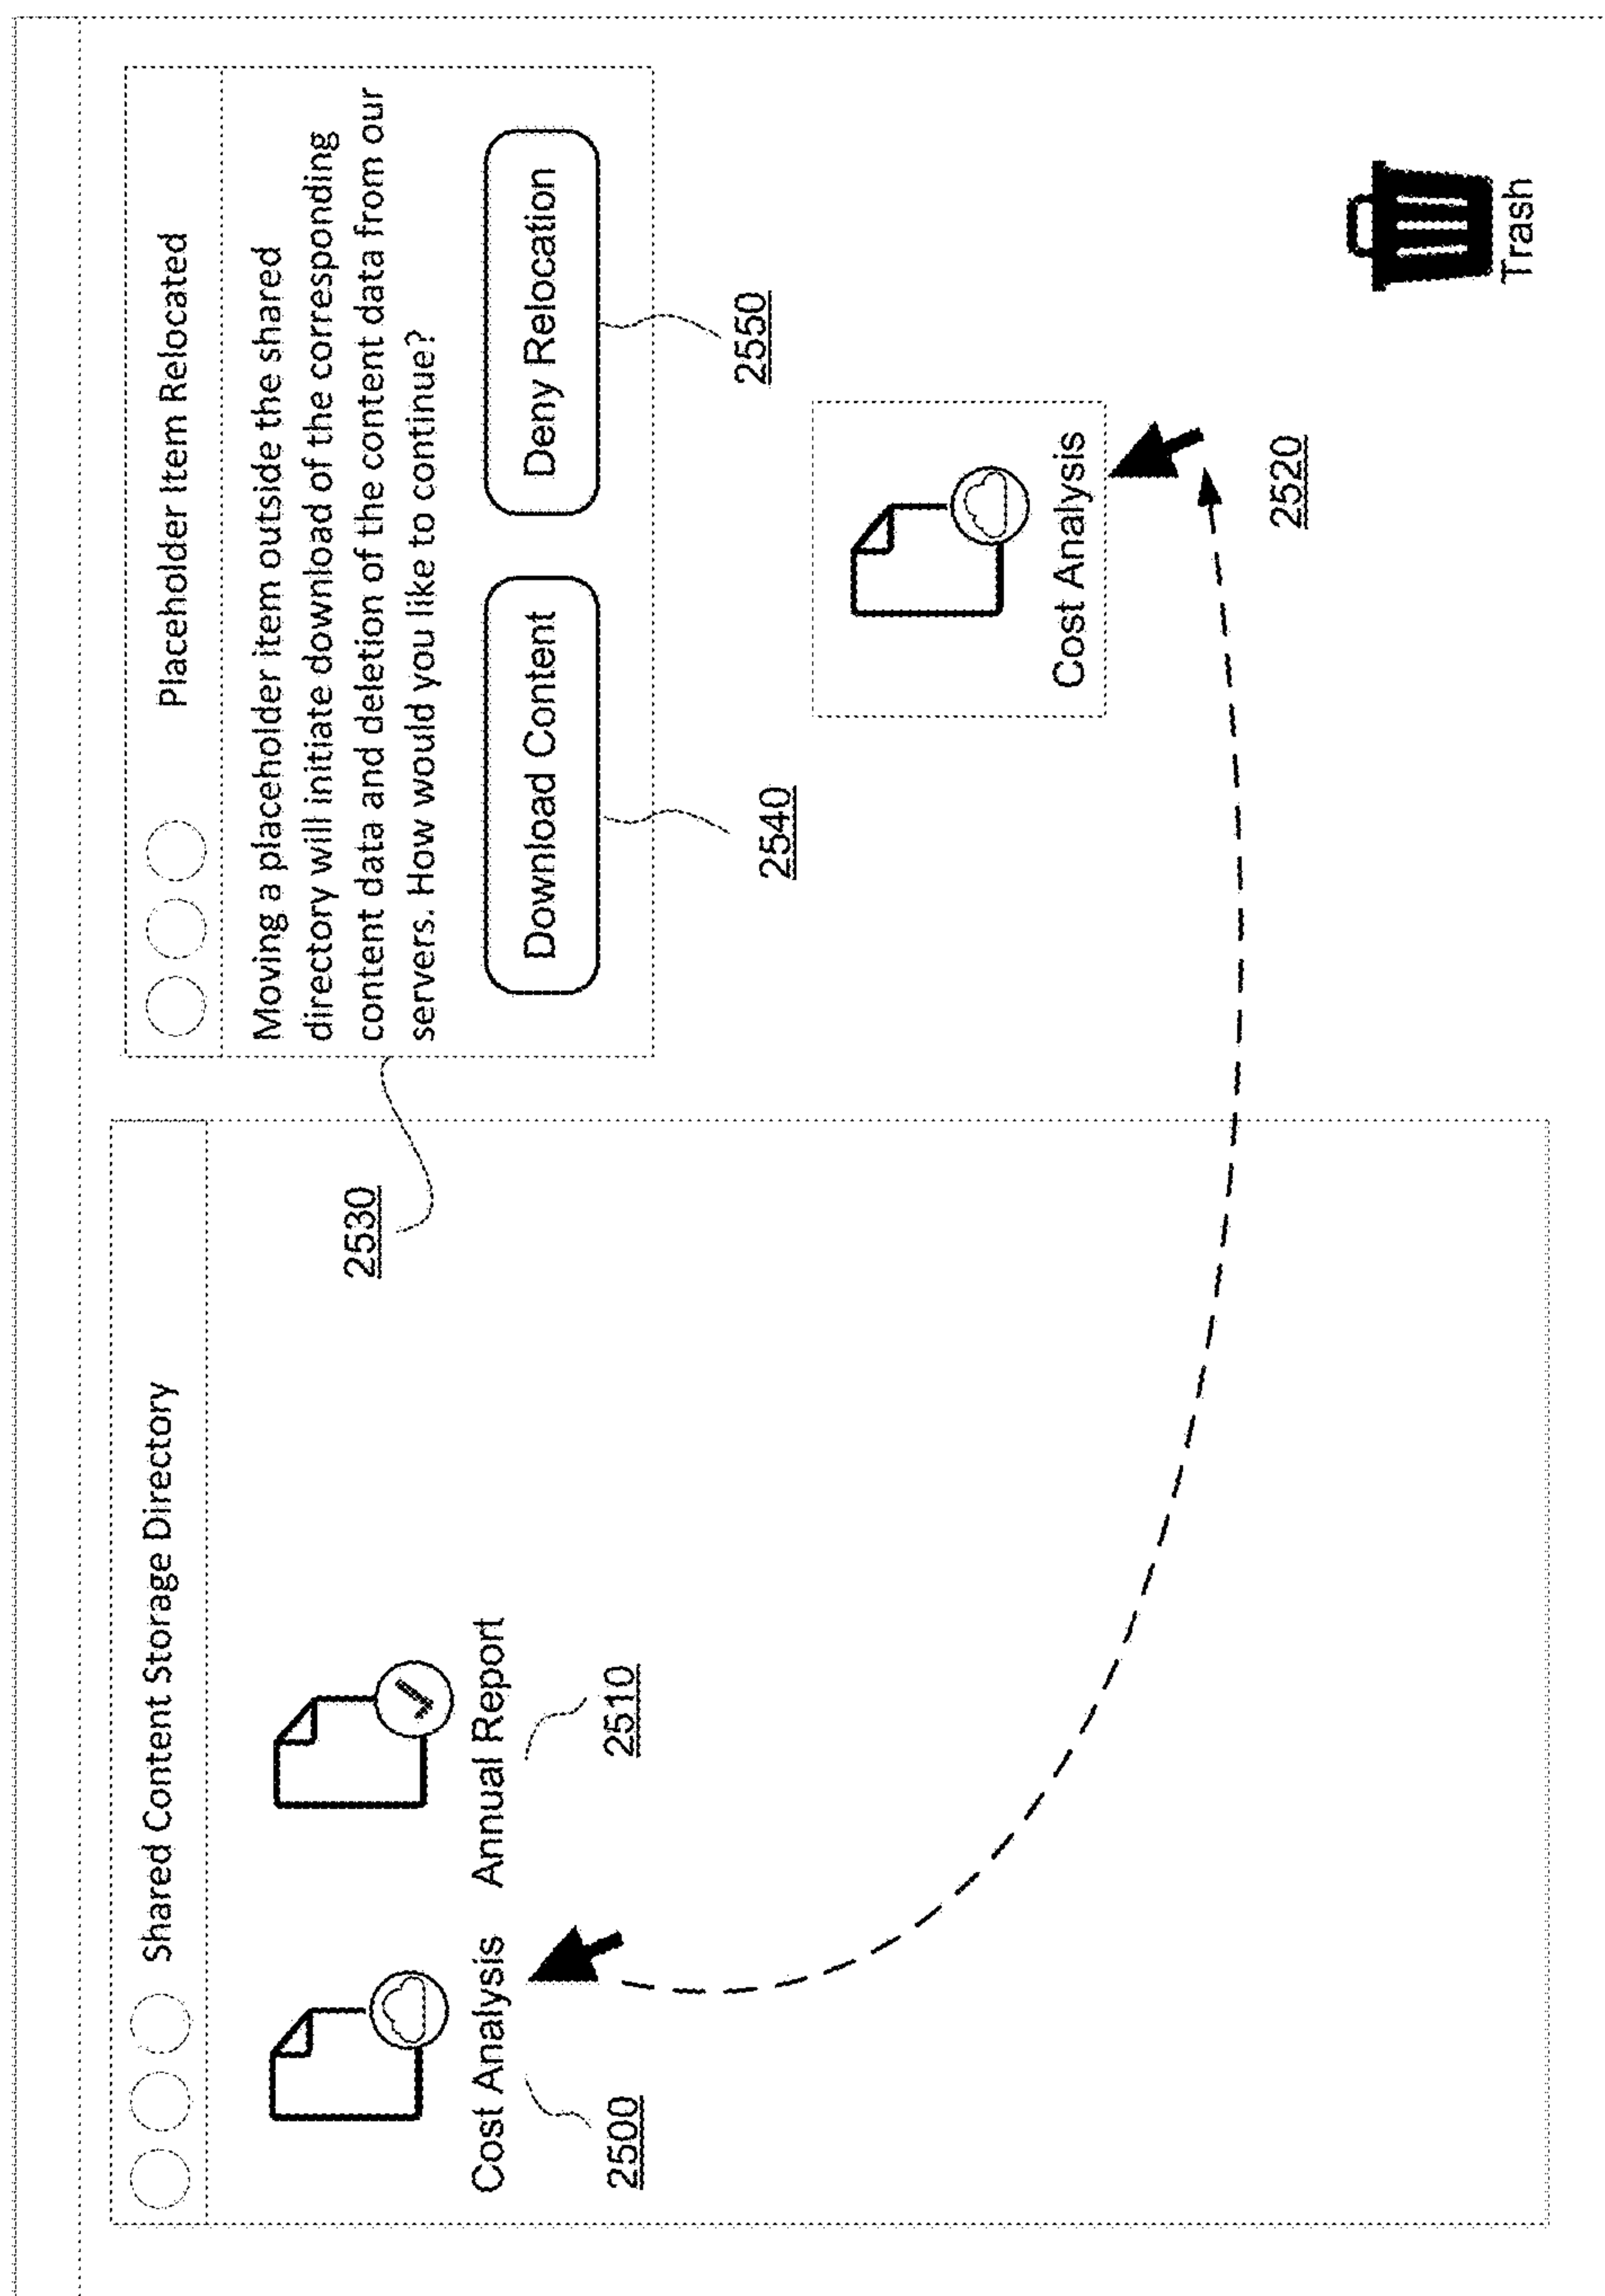 Shared Content Storage Directory
Cost Analysis
2500
Annual Report
2510
2530
Placeholder Item Relocated
Moving a placeholder item outside the shared
directory will initiate download of the corresponding
content data and deletion of the content data from our
servers. How would you like to continue?
Download Content
Deny Relocation
2540
2550
Cost Analysis
2520
Trash